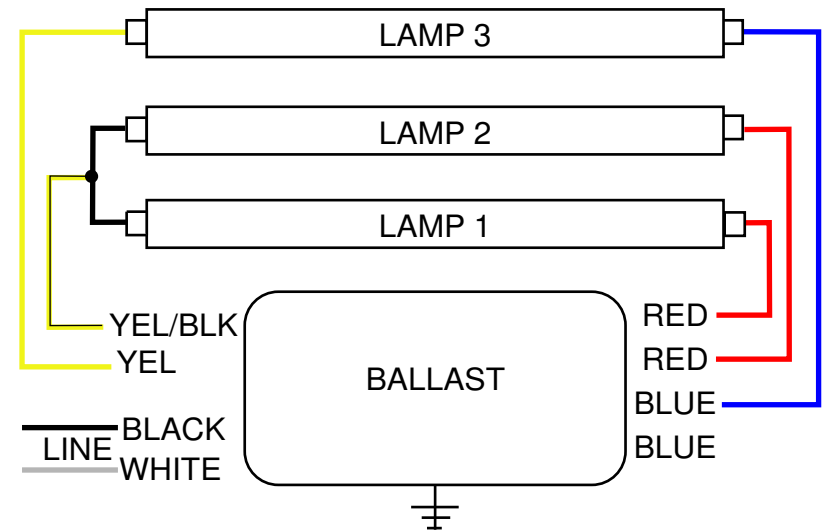 LAMP 3
LAMP 2
LAMP 1
YEL/BLK
YEL
BLACK
LINE
WHITE
BALLAST
RED
RED
BLUE
BLUE